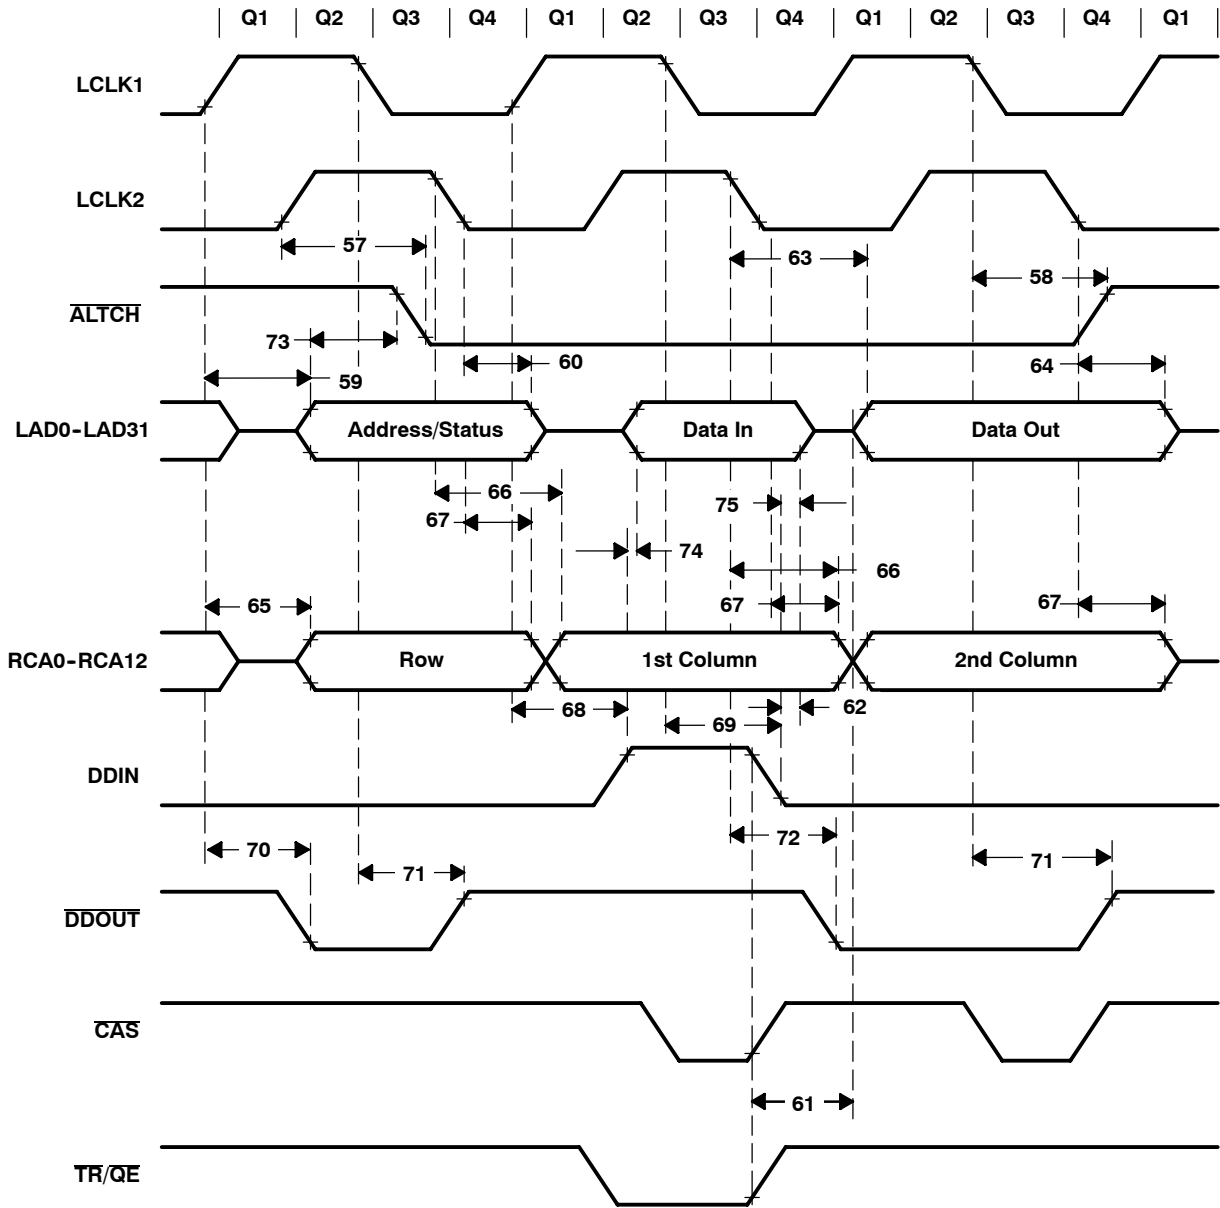 Q1 Q2 Q3 Q4 Q1 Q2 Q3 Q4 Q1 Q2 Q3 Q4 Q1
LCLK1
LCLK2
57
63
58
ALTCH
73
60
64
59
LAD0-LAD31 Address/Status Data In Data Out
66
75
67
74
66
65
67
67
RCA0-RCA12 Row 1st Column 2nd Column
68
62
69
DDIN
72
70
71
71
DDOUT
CAS
61
TR/QE